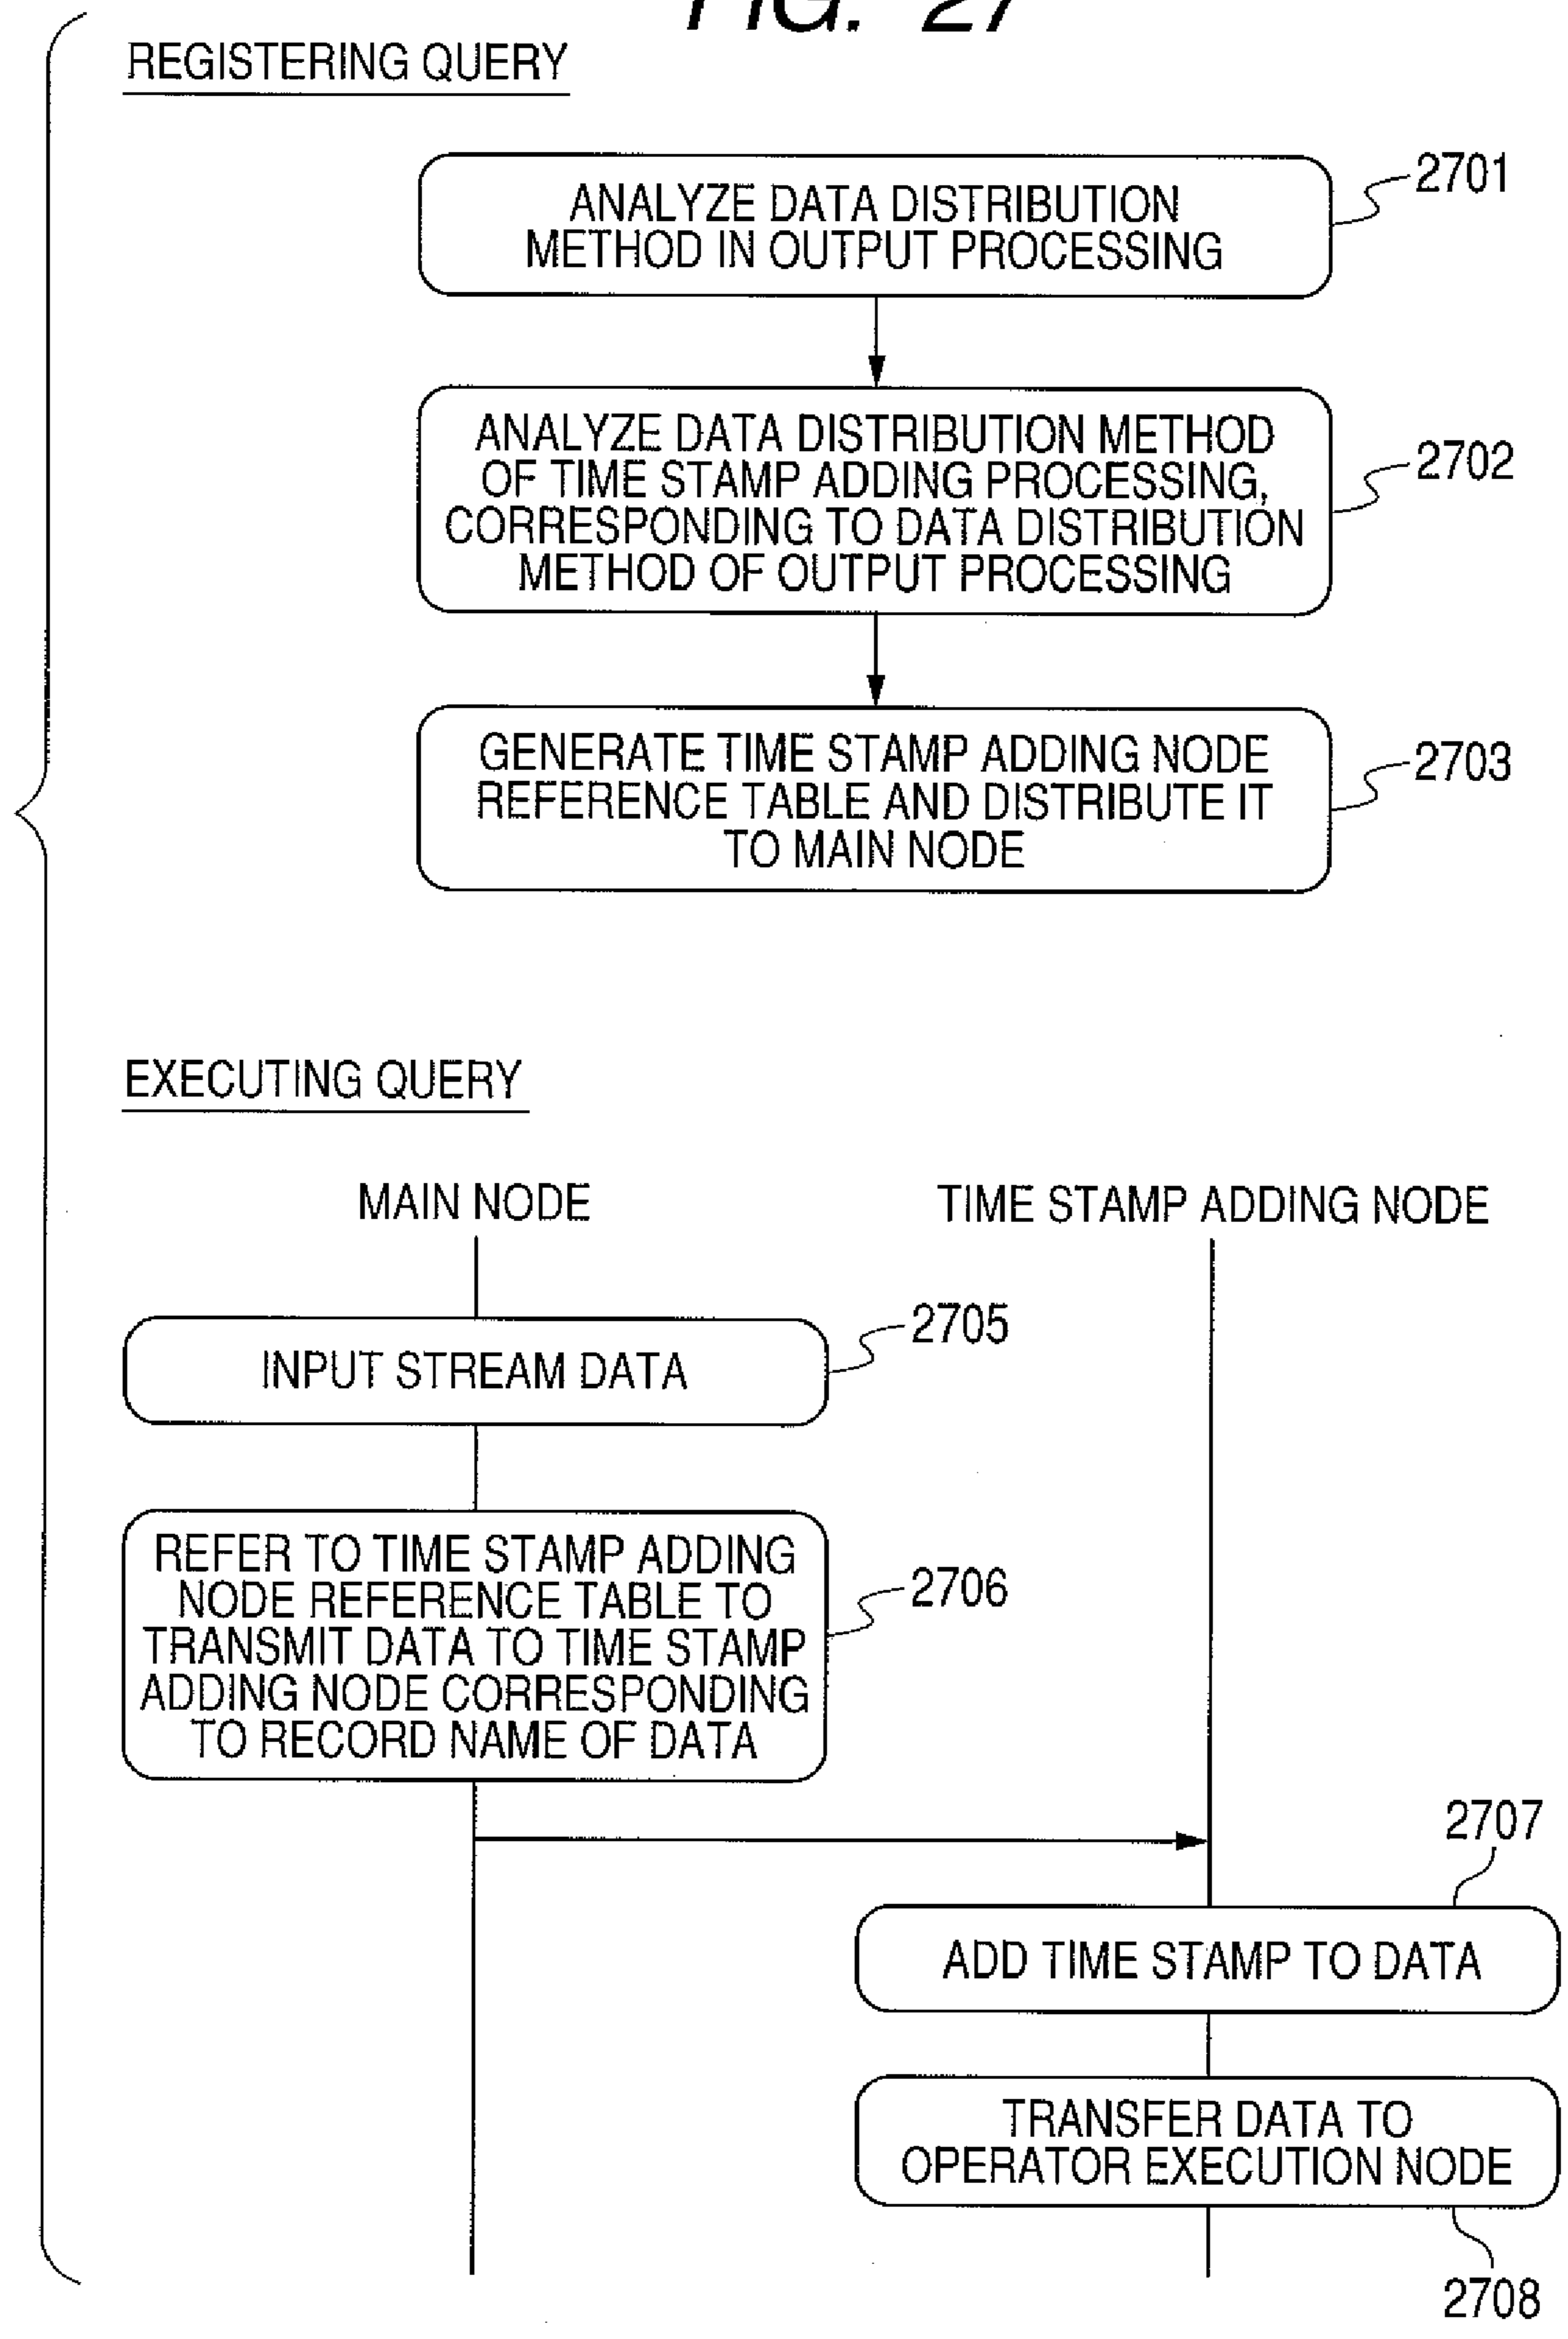 FIG. 27
REGISTERING QUERY
2701
ANALYZE DATA DISTRIBUTION
METHOD IN OUTPUT PROCESSING
ANALYZE DATA DISTRIBUTION METHOD
OF TIME STAMP ADDING PROCESSING,
CORRESPONDING TO DATA DISTRIBUTION
METHOD OF OUTPUT PROCESSING
2702
GENERATE TIME STAMP ADDING NODE
REFERENCE TABLE AND DISTRIBUTE IT
TO MAIN NODE
2703
EXECUTING QUERY
MAIN NODE
TIME STAMP ADDING NODE
2705
INPUT STREAM DATA
REFER TO TIME STAMP ADDING
NODE REFERENCE TABLE TO
TRANSMIT DATA TO TIME STAMP
ADDING NODE CORRESPONDING
TO RECORD NAME OF DATA
2706
2707
ADD TIME STAMP TO DATA
TRANSFER DATA TO
OPERATOR EXECUTION NODE
2708